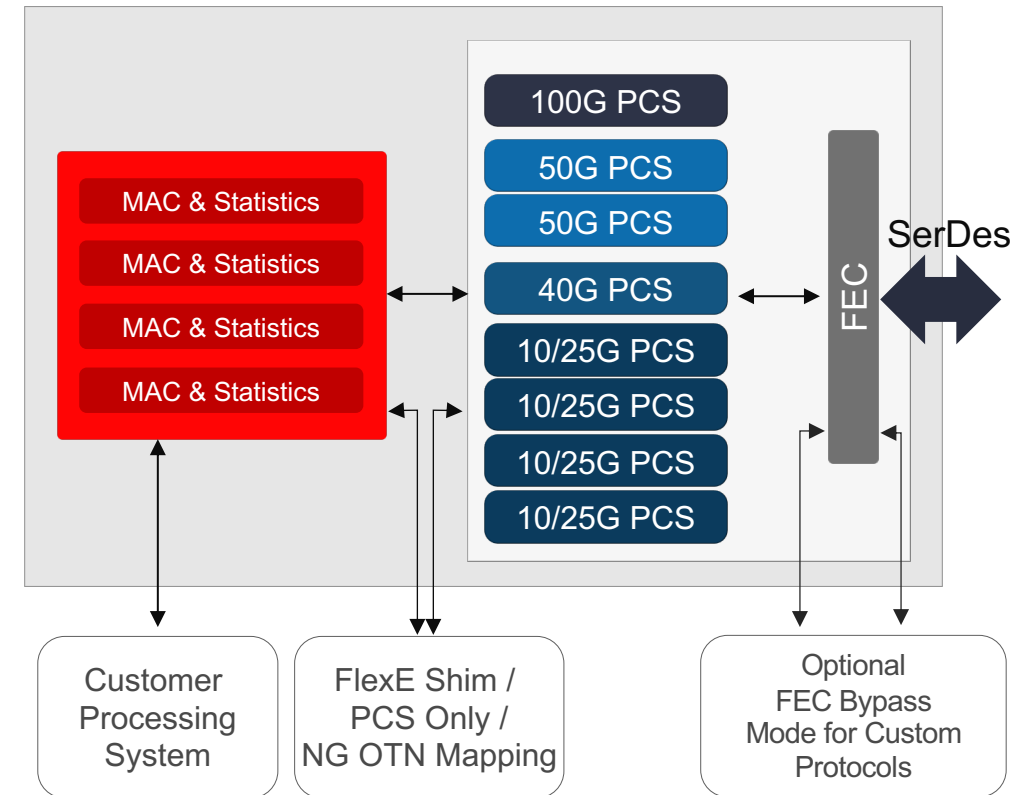 100G PCS
50G PCS
50G PCS
40G PCS
10/25G PCS
10/25G PCS
10/25G PCS
10/25G PCS
MAC & Statistics
MAC & Statistics
MAC & Statistics
MAC & Statistics
FEC
SerDes
Customer
Processing
System
FlexE Shim /
PCS Only /
NG OTN Mapping
Optional
FEC Bypass
Mode for Custom
Protocols